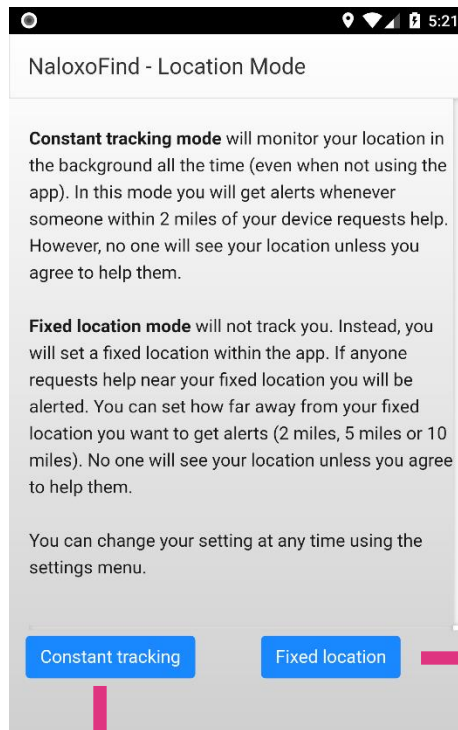 5:21
NaloxoFind - Location Mode
Constant tracking mode will monitor your location in
the background all the time (even when not using the
app). In this mode you will get alerts whenever
someone within 2 miles of your device requests help.
However, no one will see your location unless you
agree to help them.
Fixed location mode will not track you. Instead, you
will set a fixed location within the app. If anyone
requests help near your fixed location you will be
alerted. You can set how far away from your fixed
location you want to get alerts (2 miles, 5 miles or 10
miles). No one will see your location unless you agree
to help them.
You can change your setting at any time using the
settings menu.
Constant tracking Fixed location